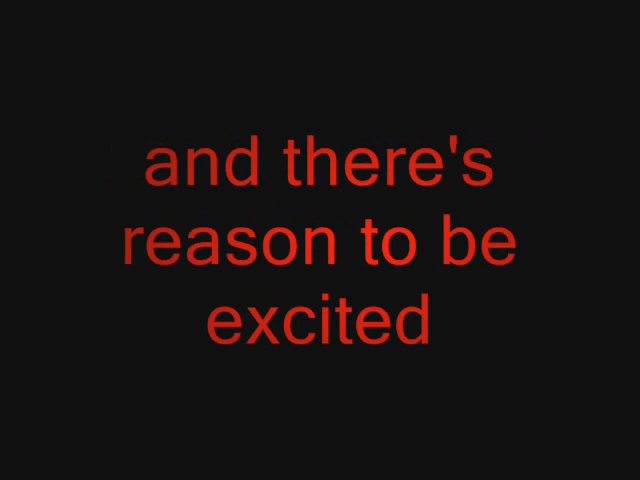 and there's
reason to be
excited